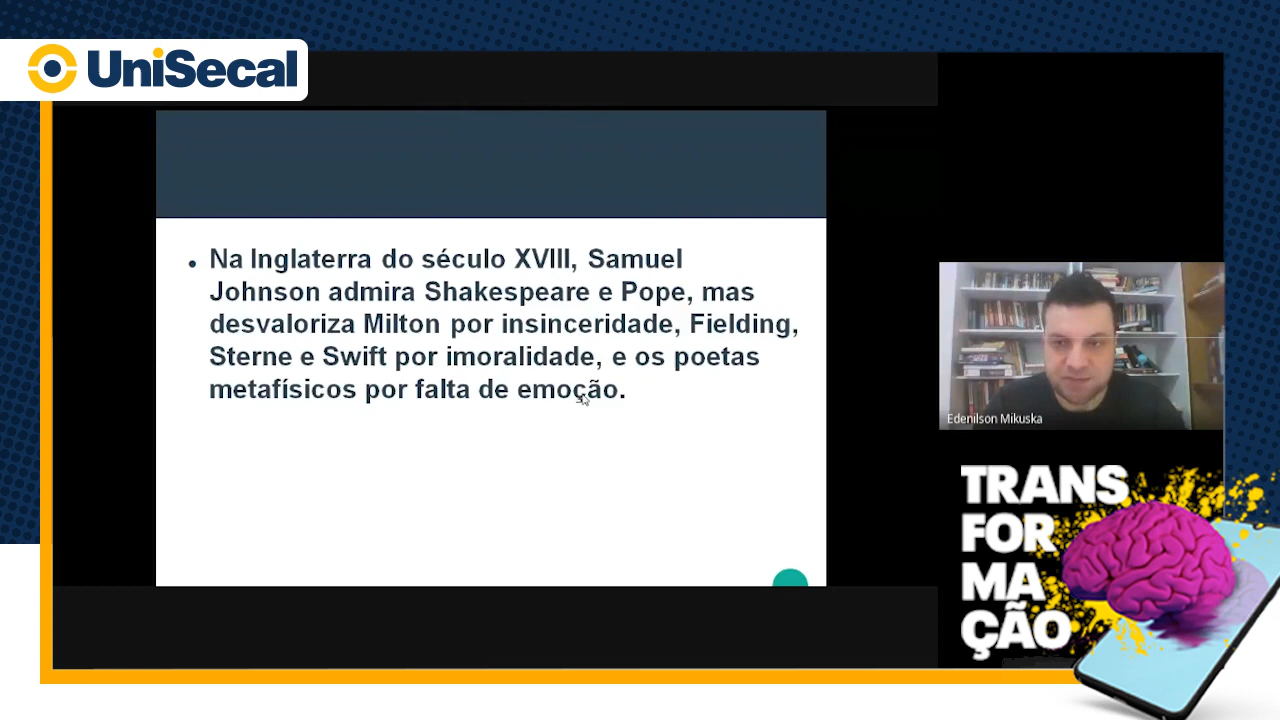 UniSecal
Na Inglaterra do século XVIII, Samuel
Johnson admira Shakespeare e Pope, mas
desvaloriza Milton por insinceridade, Fielding,
Sterne e Swift por imoralidade, e os poetas
metafísicos por falta de emoção.
Edenilson Mikuska
TRANS
FOR
MA
ÇÃO